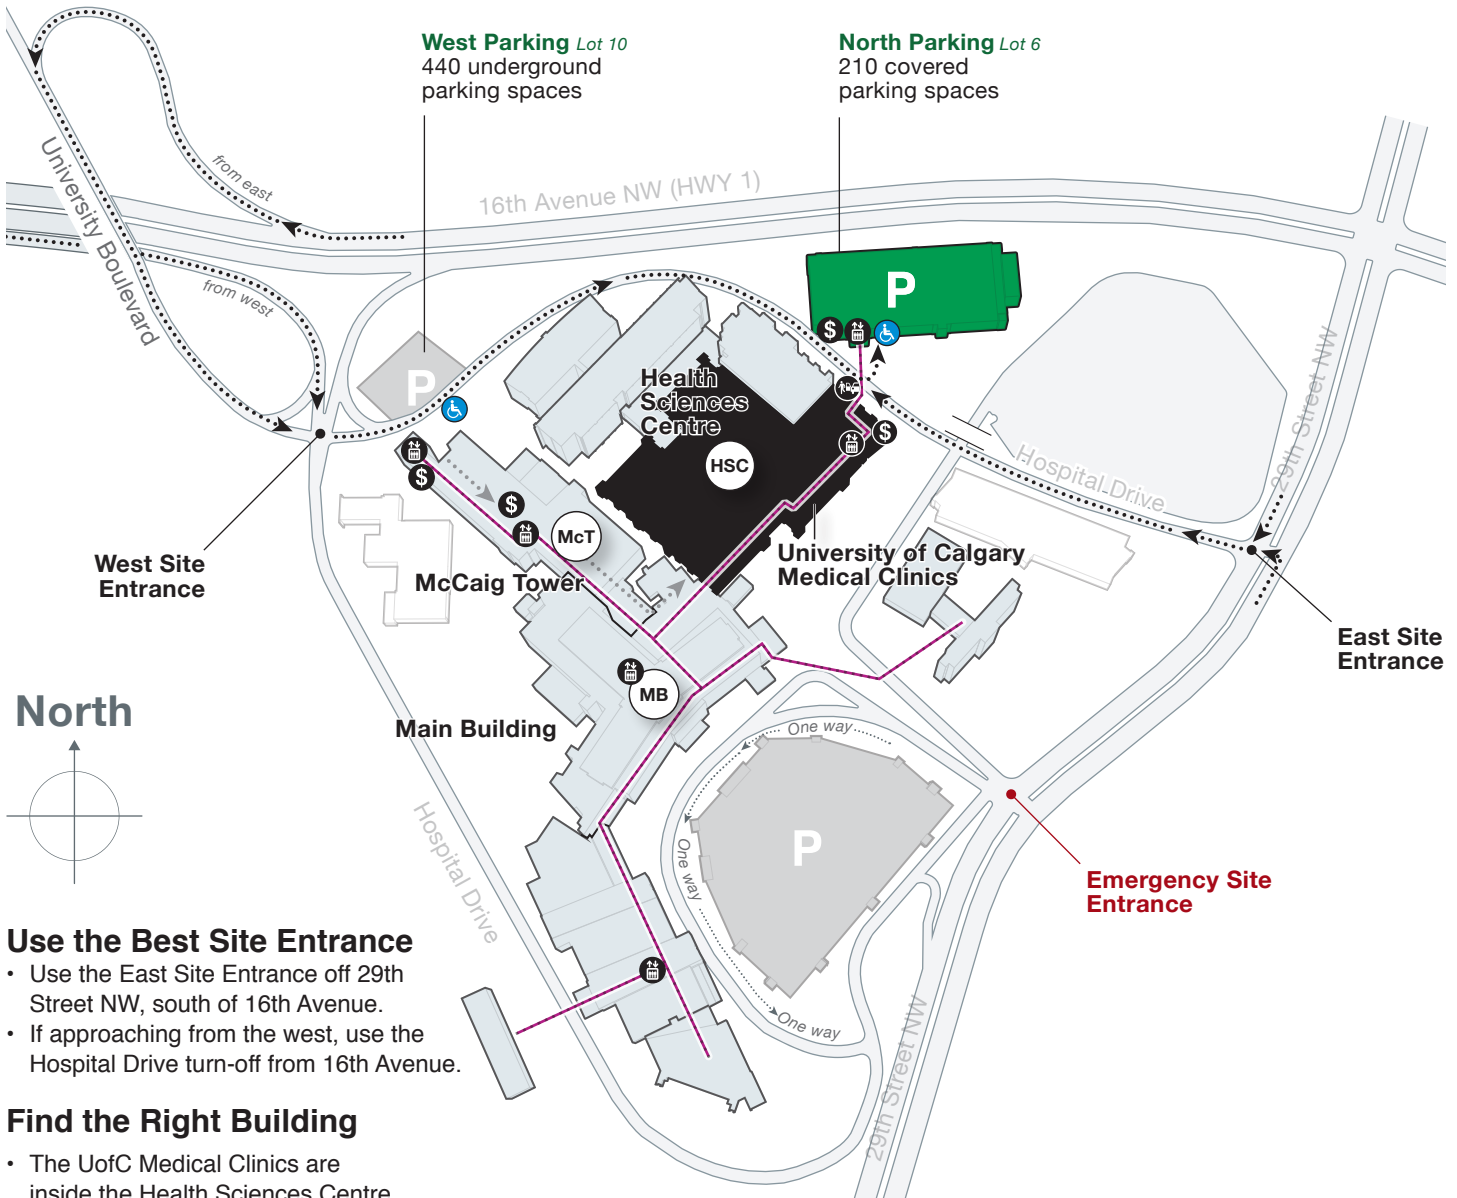 West Parking Lot 10
440 underground
parking spaces
North Parking Lot 6
210 covered
parking spaces
16th Avenue NW (HWY 1)
from east
from west
University Boulevard
P
P
$
Health
Sciences
Centre
HSC
$
$
$
McT
McCaig Tower
University of Calgary
Medical Clinics
Hospital Drive
29th Street NW
West Site
Entrance
East Site
Entrance
MB
Main Building
North
One way
One way
One way
P
Hospital Drive
Emergency Site
Entrance
29th Street NW
Use the Best Site Entrance
• Use the East Site Entrance off 29th
Street NW, south of 16th Avenue.
• If approaching from the west, use the
Hospital Drive turn-off from 16th Avenue.
Find the Right Building
• The UofC Medical Clinics are
inside the Health Sciences Centre